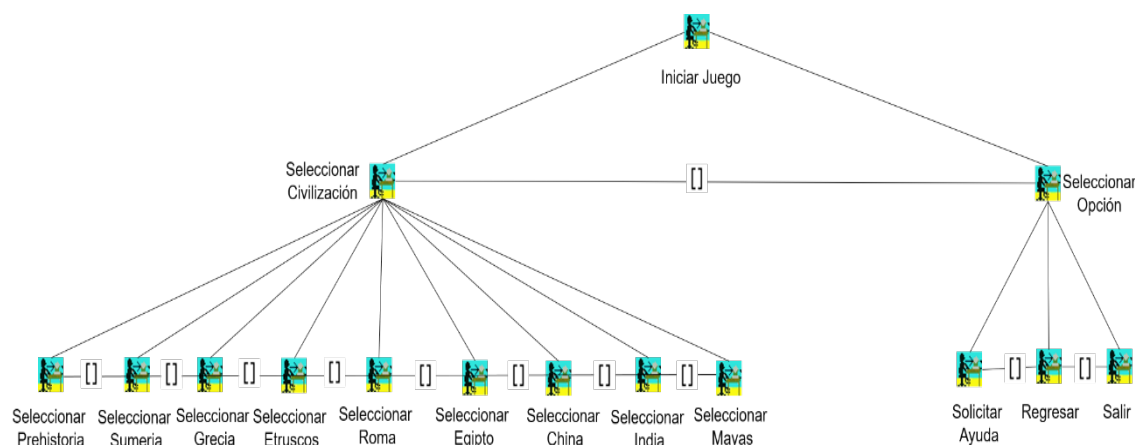 Iniciar Juego
Seleccionar
Civilización
[]
Seleccionar
Opción
[] [] [] [] [] [] [] [] [] []
Seleccionar Seleccionar Seleccionar Seleccionar Seleccionar Seleccionar Seleccionar Seleccionar Seleccionar Solicitar Regresar Salir
Prehistoria Sumeria Grecia Etruscos Roma Egipto China India Mayas Ayuda